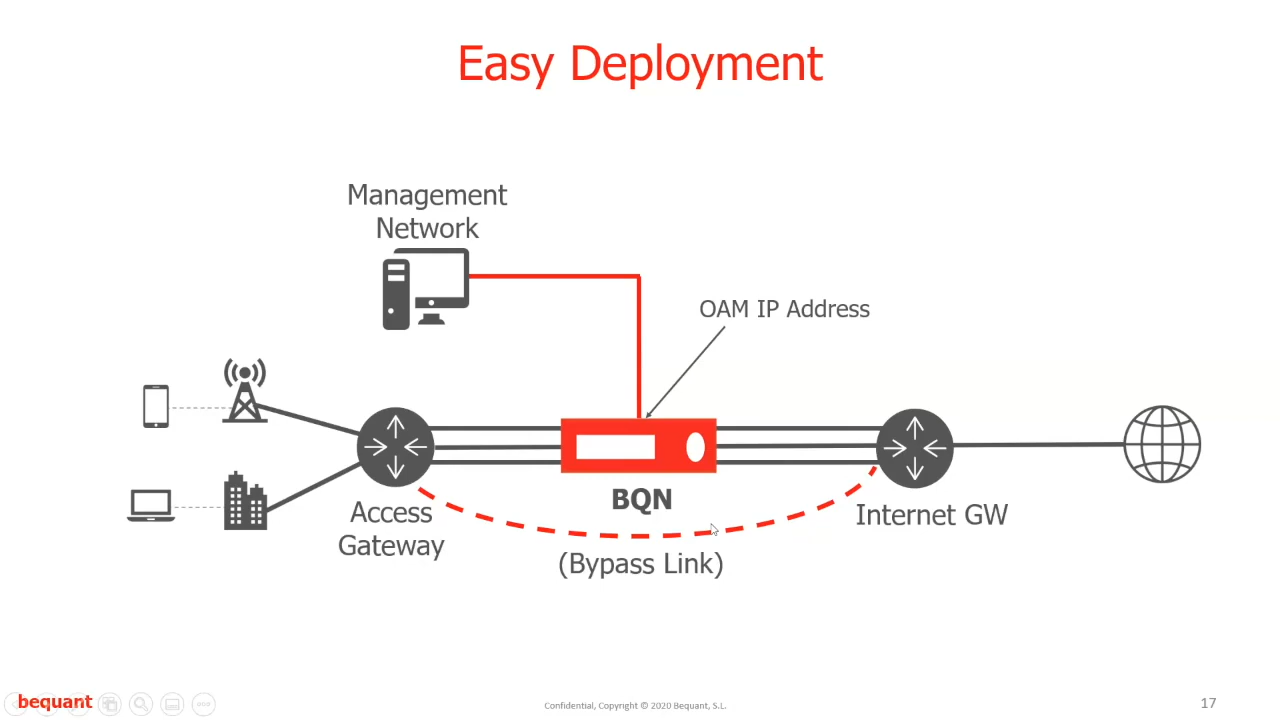 Easy Deployment
Management
Network
OAM IP Address
BQN
Access
Gateway
Internet GW
(Bypass Link)
bequant
Confidential, Copyright © 2020 Bequant, S.L.
17